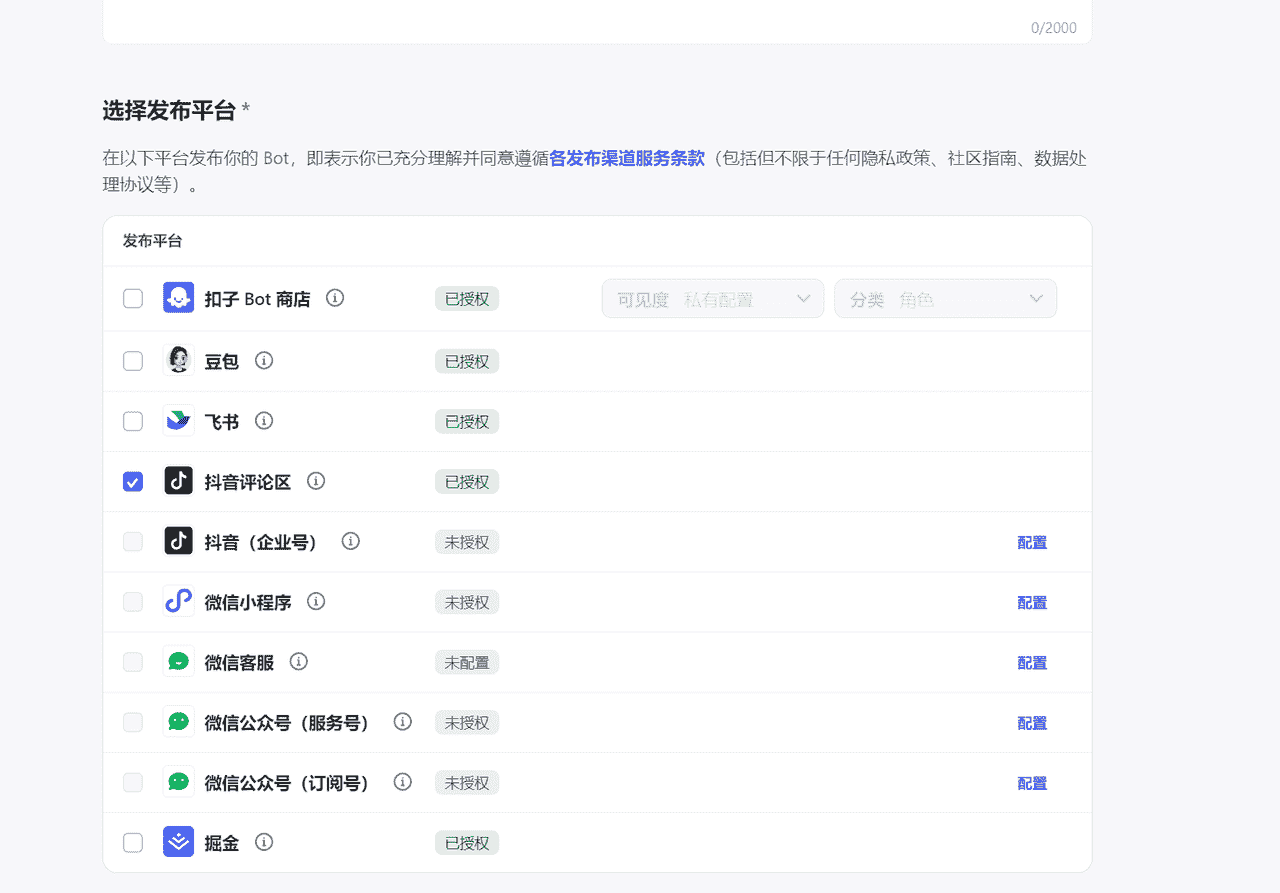 0/2000
选择发布平台 *
在以下平台发布你的 Bot，即表示你已充分理解并同意遵循各发布渠道服务条款（包括但不限于任何隐私政策、社区指南、数据处
理协议等）。
发布平台
扣子 Bot 商店 已授权 可见度 私有配置 分类 角色
豆包 已授权
飞书 已授权
抖音评论区 已授权
抖音（企业号） 未授权 配置
微信小程序 未授权 配置
微信客服 未配置 配置
微信公众号（服务号） 未授权 配置
微信公众号（订阅号） 未授权 配置
掘金 已授权